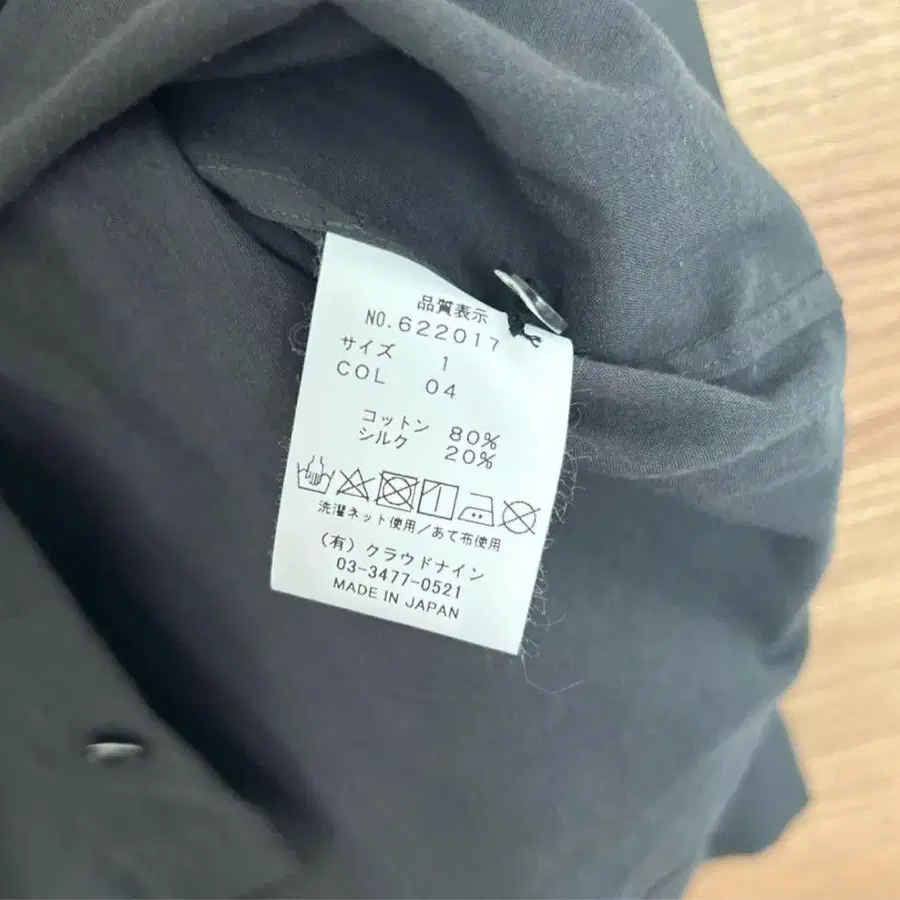 品質表示
NO.622017
サイズ 1
COL 04
コットン 80%
シルク 20%
洗濯ネット使用/あて布使用
(有)クラウドナイン
03-3477-0521
MADE IN JAPAN